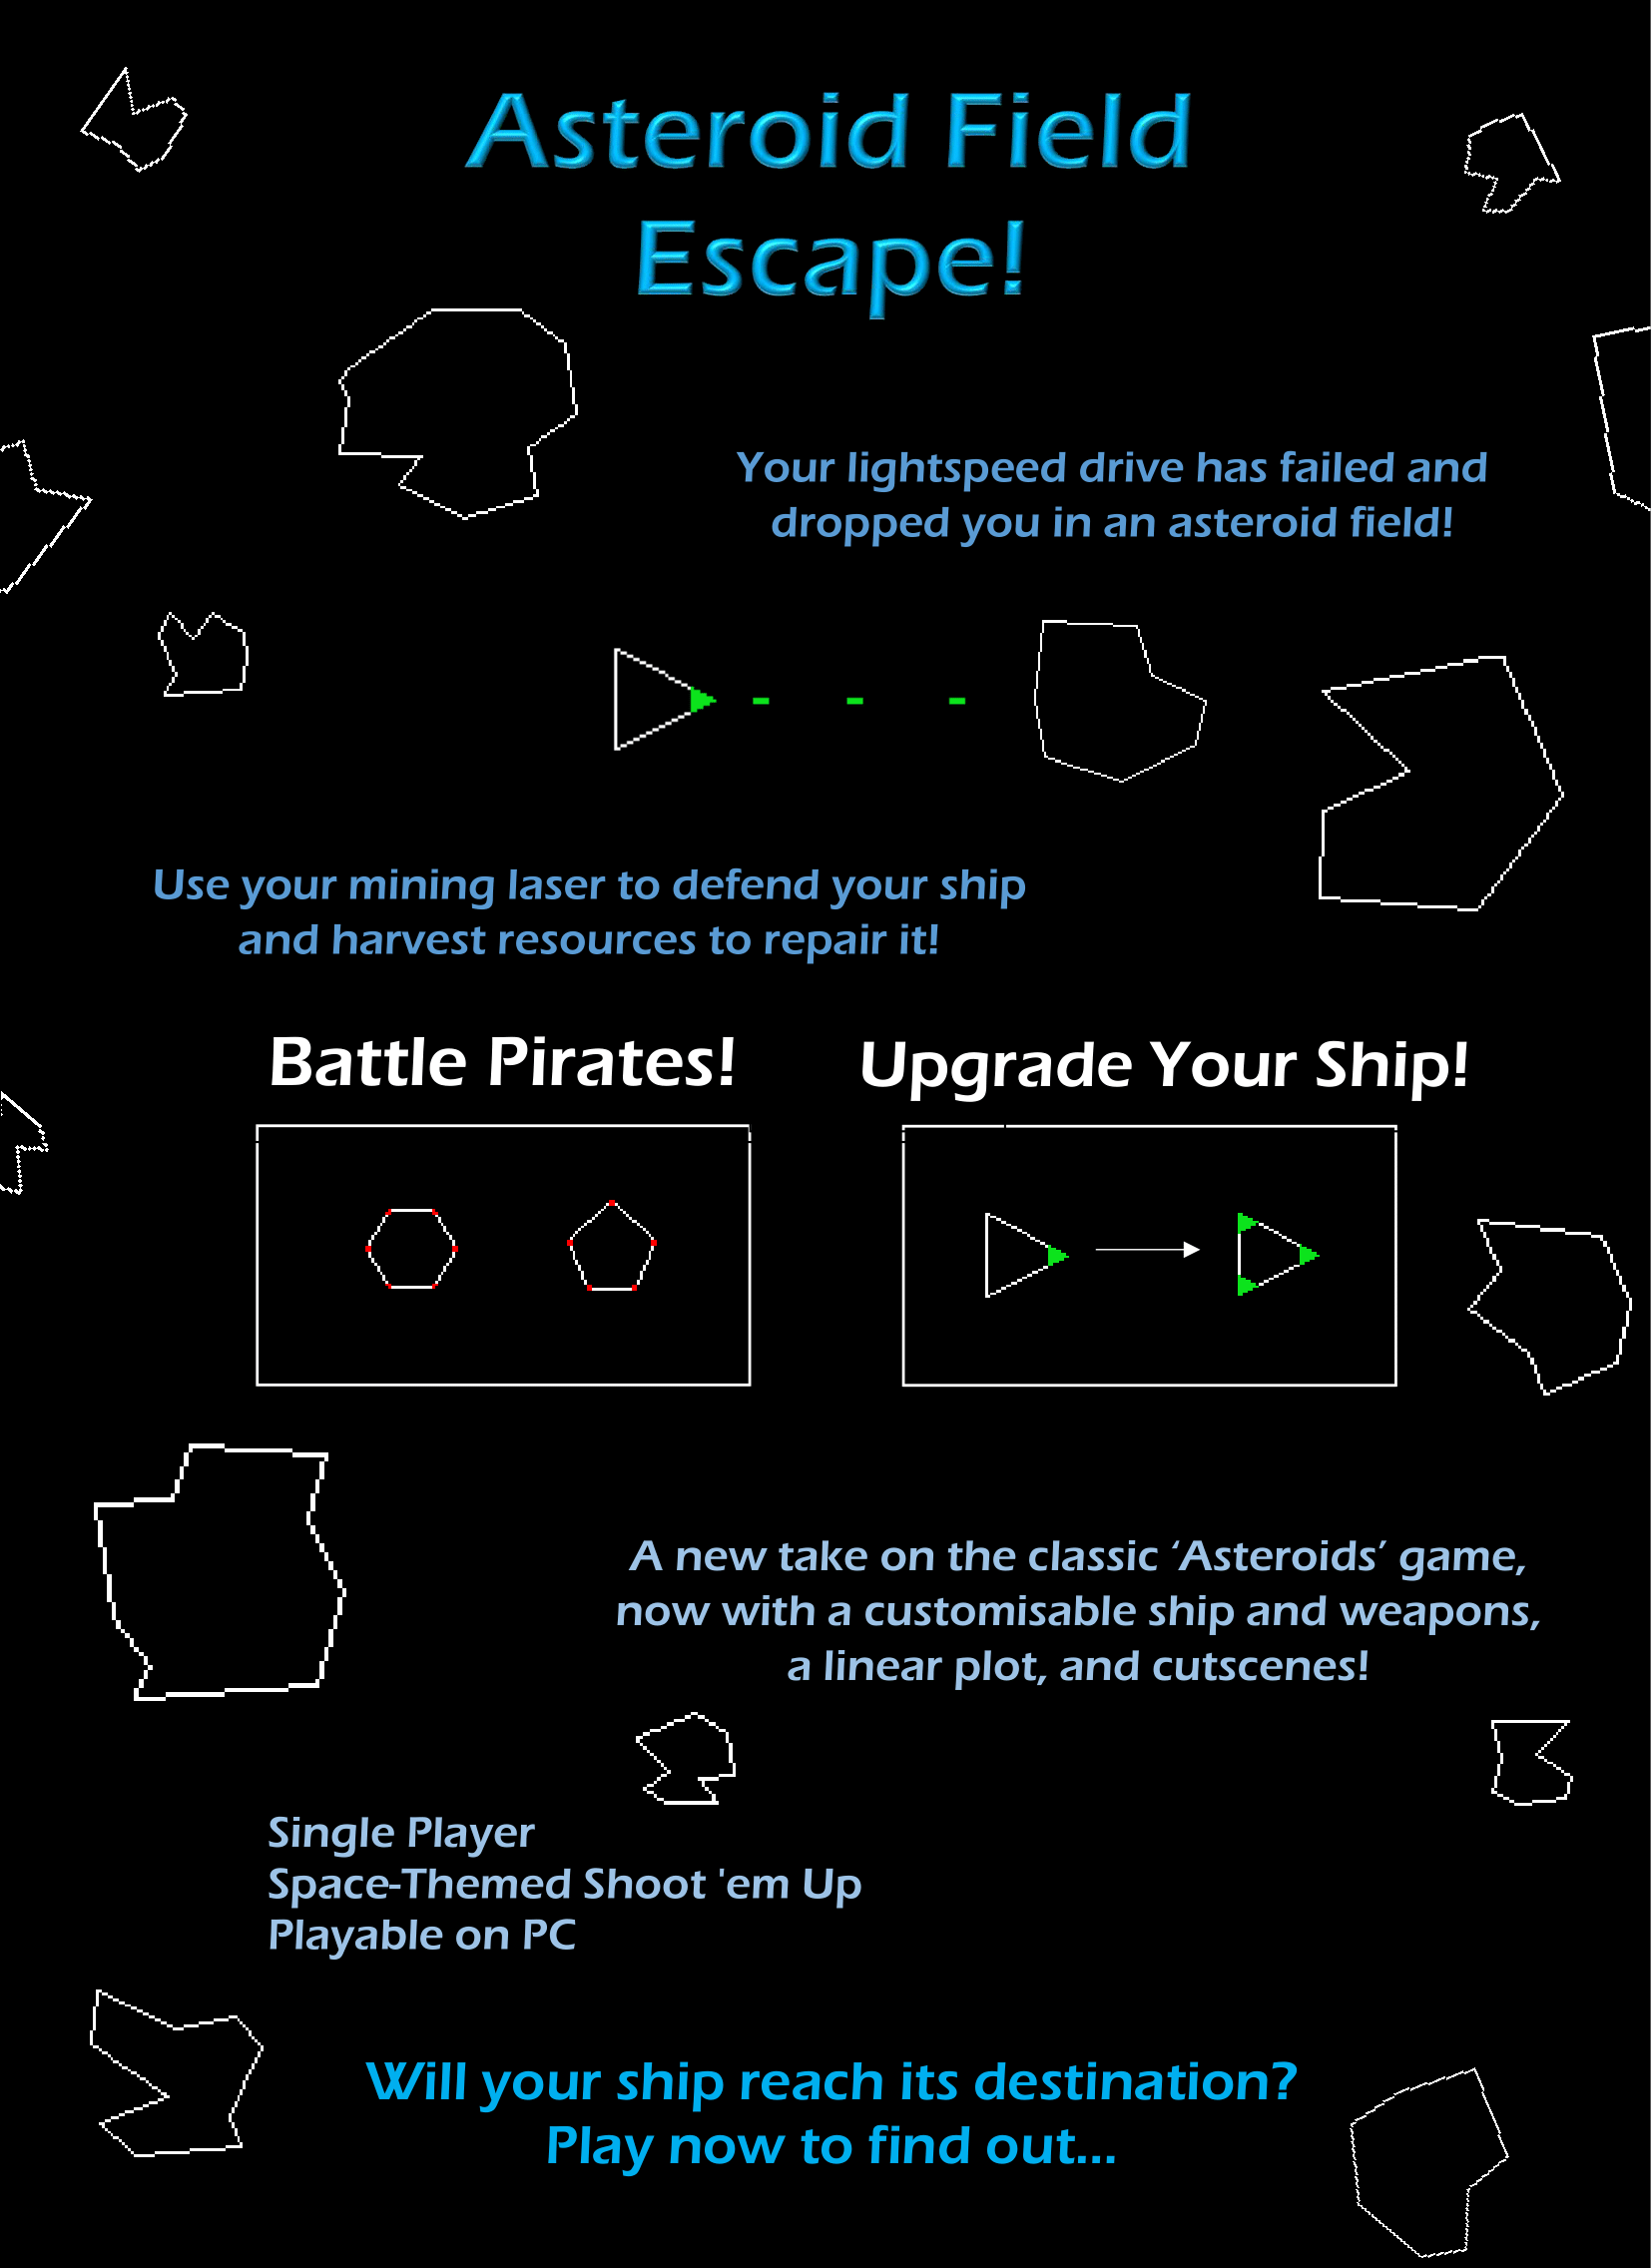 Asteroid Field
Escape!
Your lightspeed drive has failed and
dropped you in an asteroid field!
Use your mining laser to defend your ship
and harvest resources to repair it!
Battle Pirates!
Upgrade Your Ship!
A new take on the classic ‘Asteroids’ game,
now with a customisable ship and weapons,
a linear plot, and cutscenes!
Single Player
Space-Themed Shoot 'em Up
Playable on PC
Will your ship reach its destination?
Play now to find out...